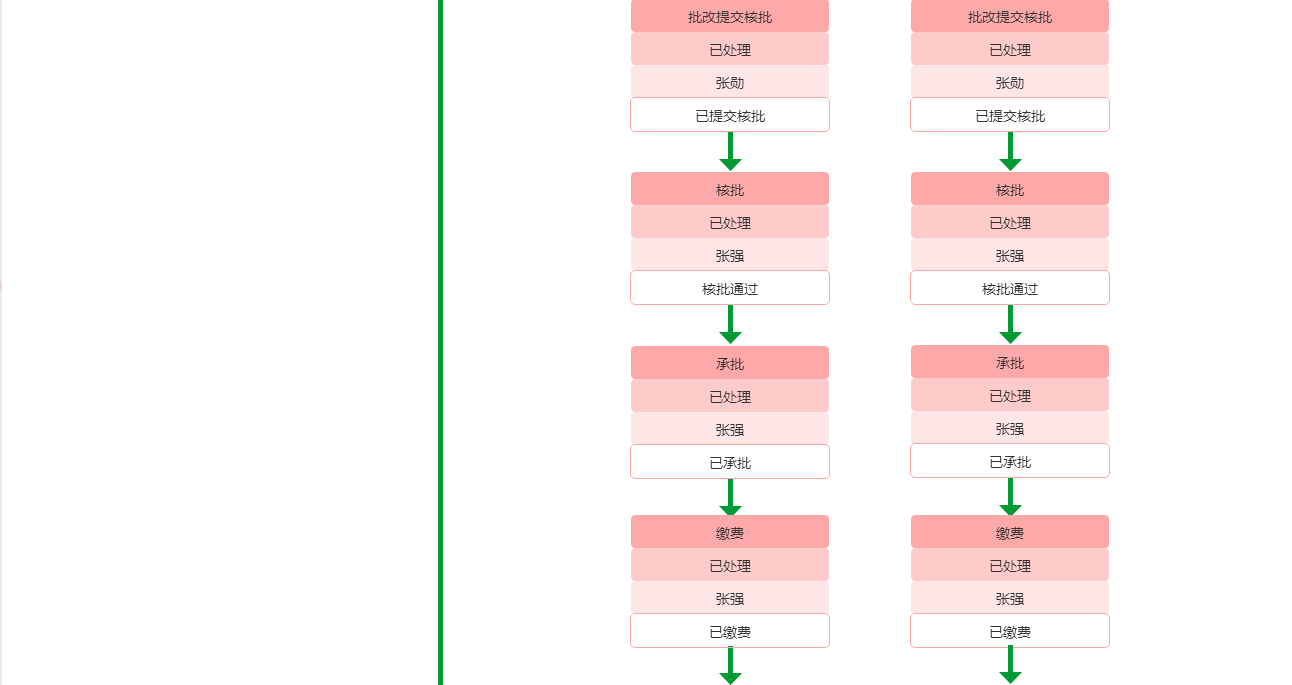 批改提交核批
已处理
张勋
已提交核批
核批
已处理
张强
核批通过
承批
已处理
张强
已承批
缴费
已处理
张强
已缴费
批改提交核批
已处理
张勋
已提交核批
核批
已处理
张强
核批通过
承批
已处理
张强
已承批
缴费
已处理
张强
已缴费